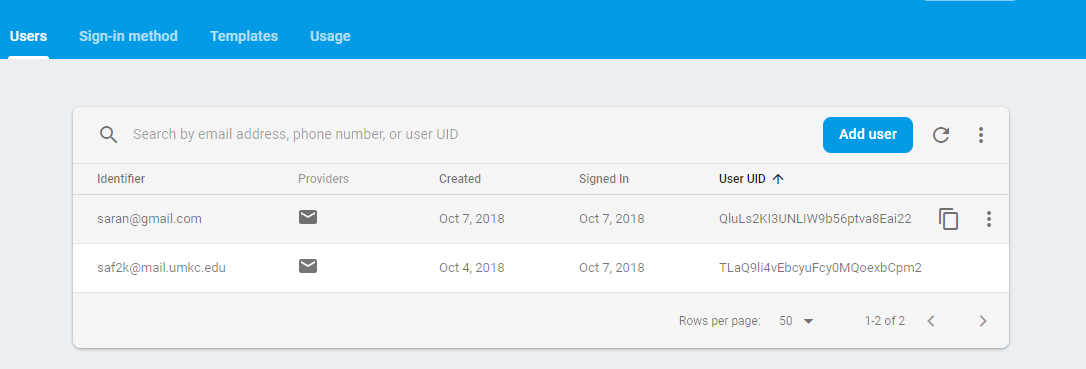 Users Sign-in method Templates Usage
Search by email address, phone number, or user UID Add user
Identifier Providers Created Signed In User UID
saran@gmail.com Oct 7, 2018 Oct 7, 2018 QluLs2KI3UNLIW9b56ptva8Eai22
saf2k@mail.umkc.edu Oct 4, 2018 Oct 7, 2018 TLaQ9li4vEbcyuFcy0MQoexbCpm2
Rows per page: 50 1-2 of 2